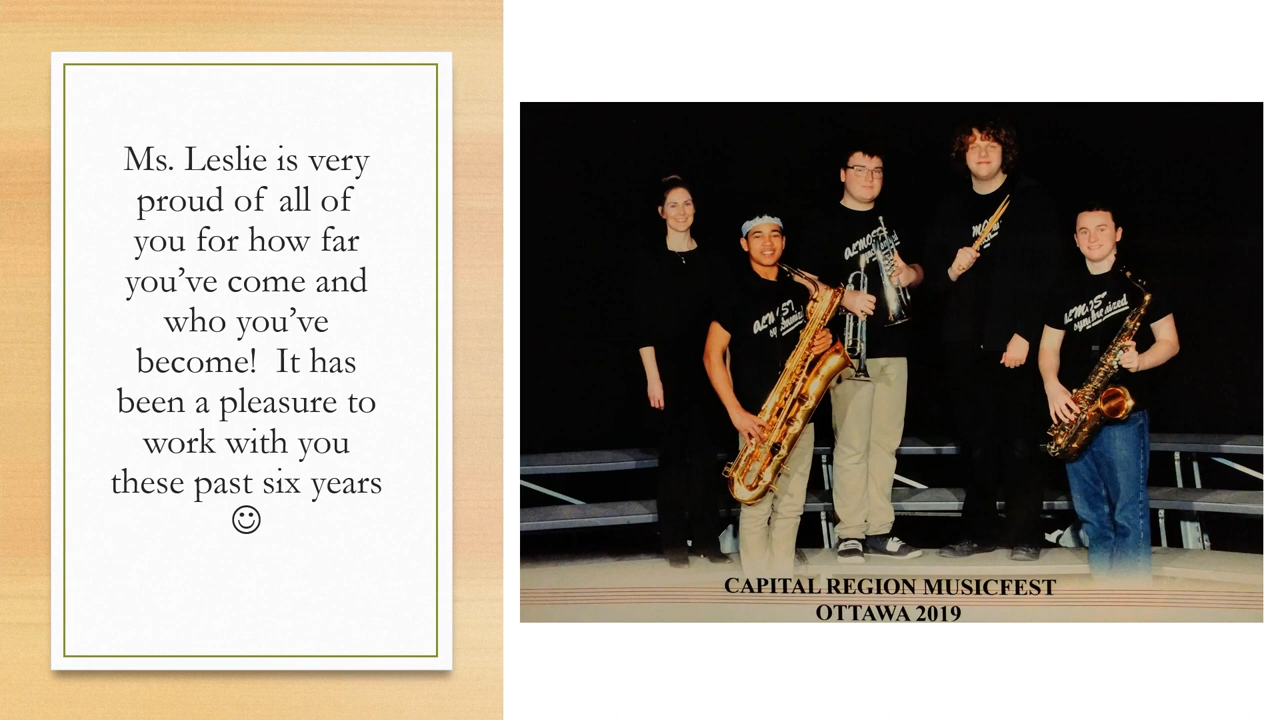 Ms. Leslie is very
proud of all of
you for how far
you’ve come and
who you’ve
become!  It has
been a pleasure to
work with you
these past six years
☺
ALMOST
CAPITAL REGION MUSICFEST
OTTAWA 2019